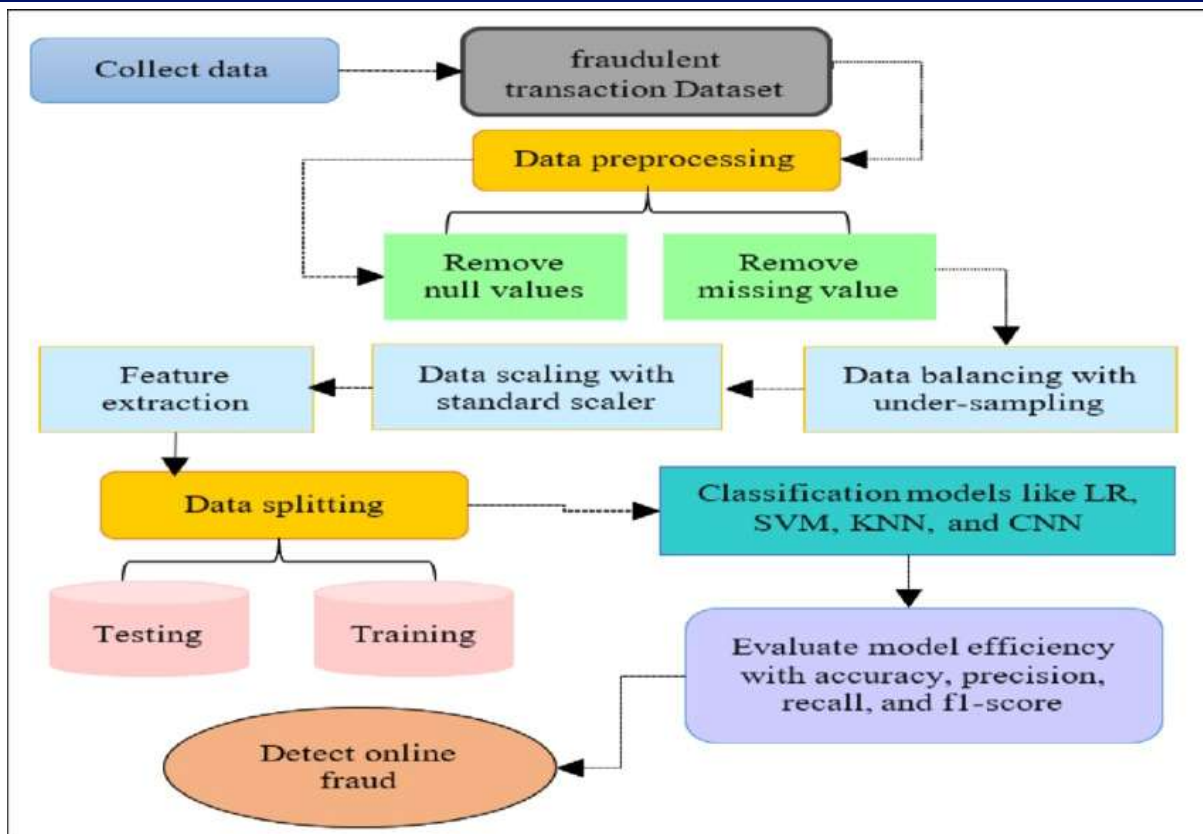 Collect data
fraudulent
transaction Dataset
Data preprocessing
Remove
null values
Remove
missing value
Data balancing with
under-sampling
Data scaling with
standard scaler
Feature
extraction
Data splitting
Testing
Training
Classification models like LR,
SVM, KNN, and CNN
Evaluate model efficiency
with accuracy, precision,
recall, and f1-score
Detect online
fraud